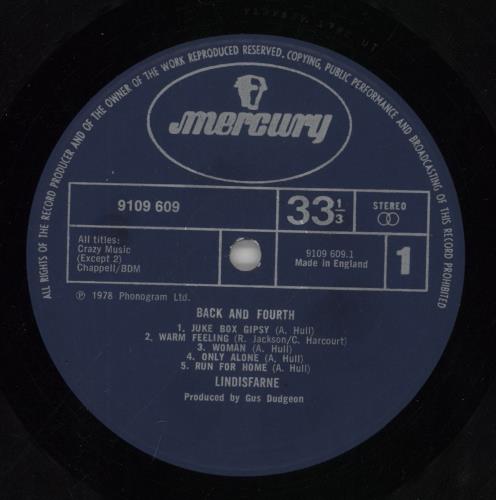 ALL RIGHTS OF THE RECORD PRODUCER AND OF THE OWNER OF THE WORK REPRODUCED RESERVED. COPYING, PUBLIC PERFORMANCE AND BROADCASTING OF THIS RECORD PROHIBITED
mercury
9109 609
33 1/3
STEREO
All titles:
Crazy Music
(Except 2)
Chappell/BDM
9109 609.1
Made in England
1
℗ 1978 Phonogram Ltd.
BACK AND FOURTH
1. JUKE BOX GIPSY (A. Hull)
2. WARM FEELING (R. Jackson/C. Harcourt)
3. WOMAN (A. Hull)
4. ONLY ALONE (A. Hull)
5. RUN FOR HOME (A. Hull)
LINDISFARNE
Produced by Gus Dudgeon